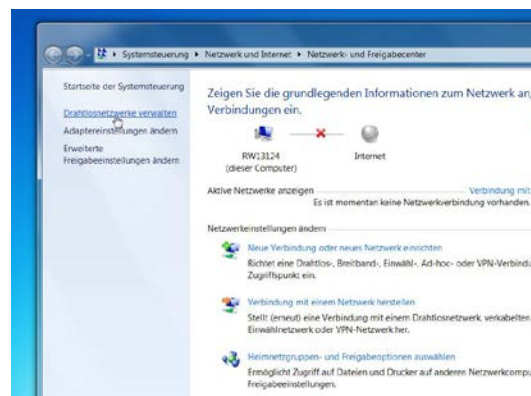 Systemsteuerung ▸ Netzwerk und Internet ▸ Netzwerk- und Freigabecenter
Startseite der Systemsteuerung
Drahtlosnetzwerke verwalten
Adaptereinstellungen ändern
Erweiterte
Freigabeeinstellungen ändern
Zeigen Sie die grundlegenden Informationen zum Netzwerk an,
Verbindungen ein.
RW13124
(dieser Computer)
Internet
Aktive Netzwerke anzeigen
Verbindung mit
Es ist momentan keine Netzwerkverbindung vorhanden.
Netzwerkeinstellungen ändern
Neue Verbindung oder neues Netzwerk einrichten
Richtet eine Drahtlos-, Breitband-, Einwähl-, Ad-hoc- oder VPN-Verbindu
Zugriffspunkt ein.
Verbindung mit einem Netzwerk herstellen
Stellt (erneut) eine Verbindung mit einem Drahtlosnetzwerk, verkabelten
Einwählnetzwerk oder VPN-Netzwerk her.
Heimnetzgruppen- und Freigabeoptionen auswählen
Ermöglicht Zugriff auf Dateien und Drucker auf anderen Netzwerkcompu
Freigabeeinstellungen.